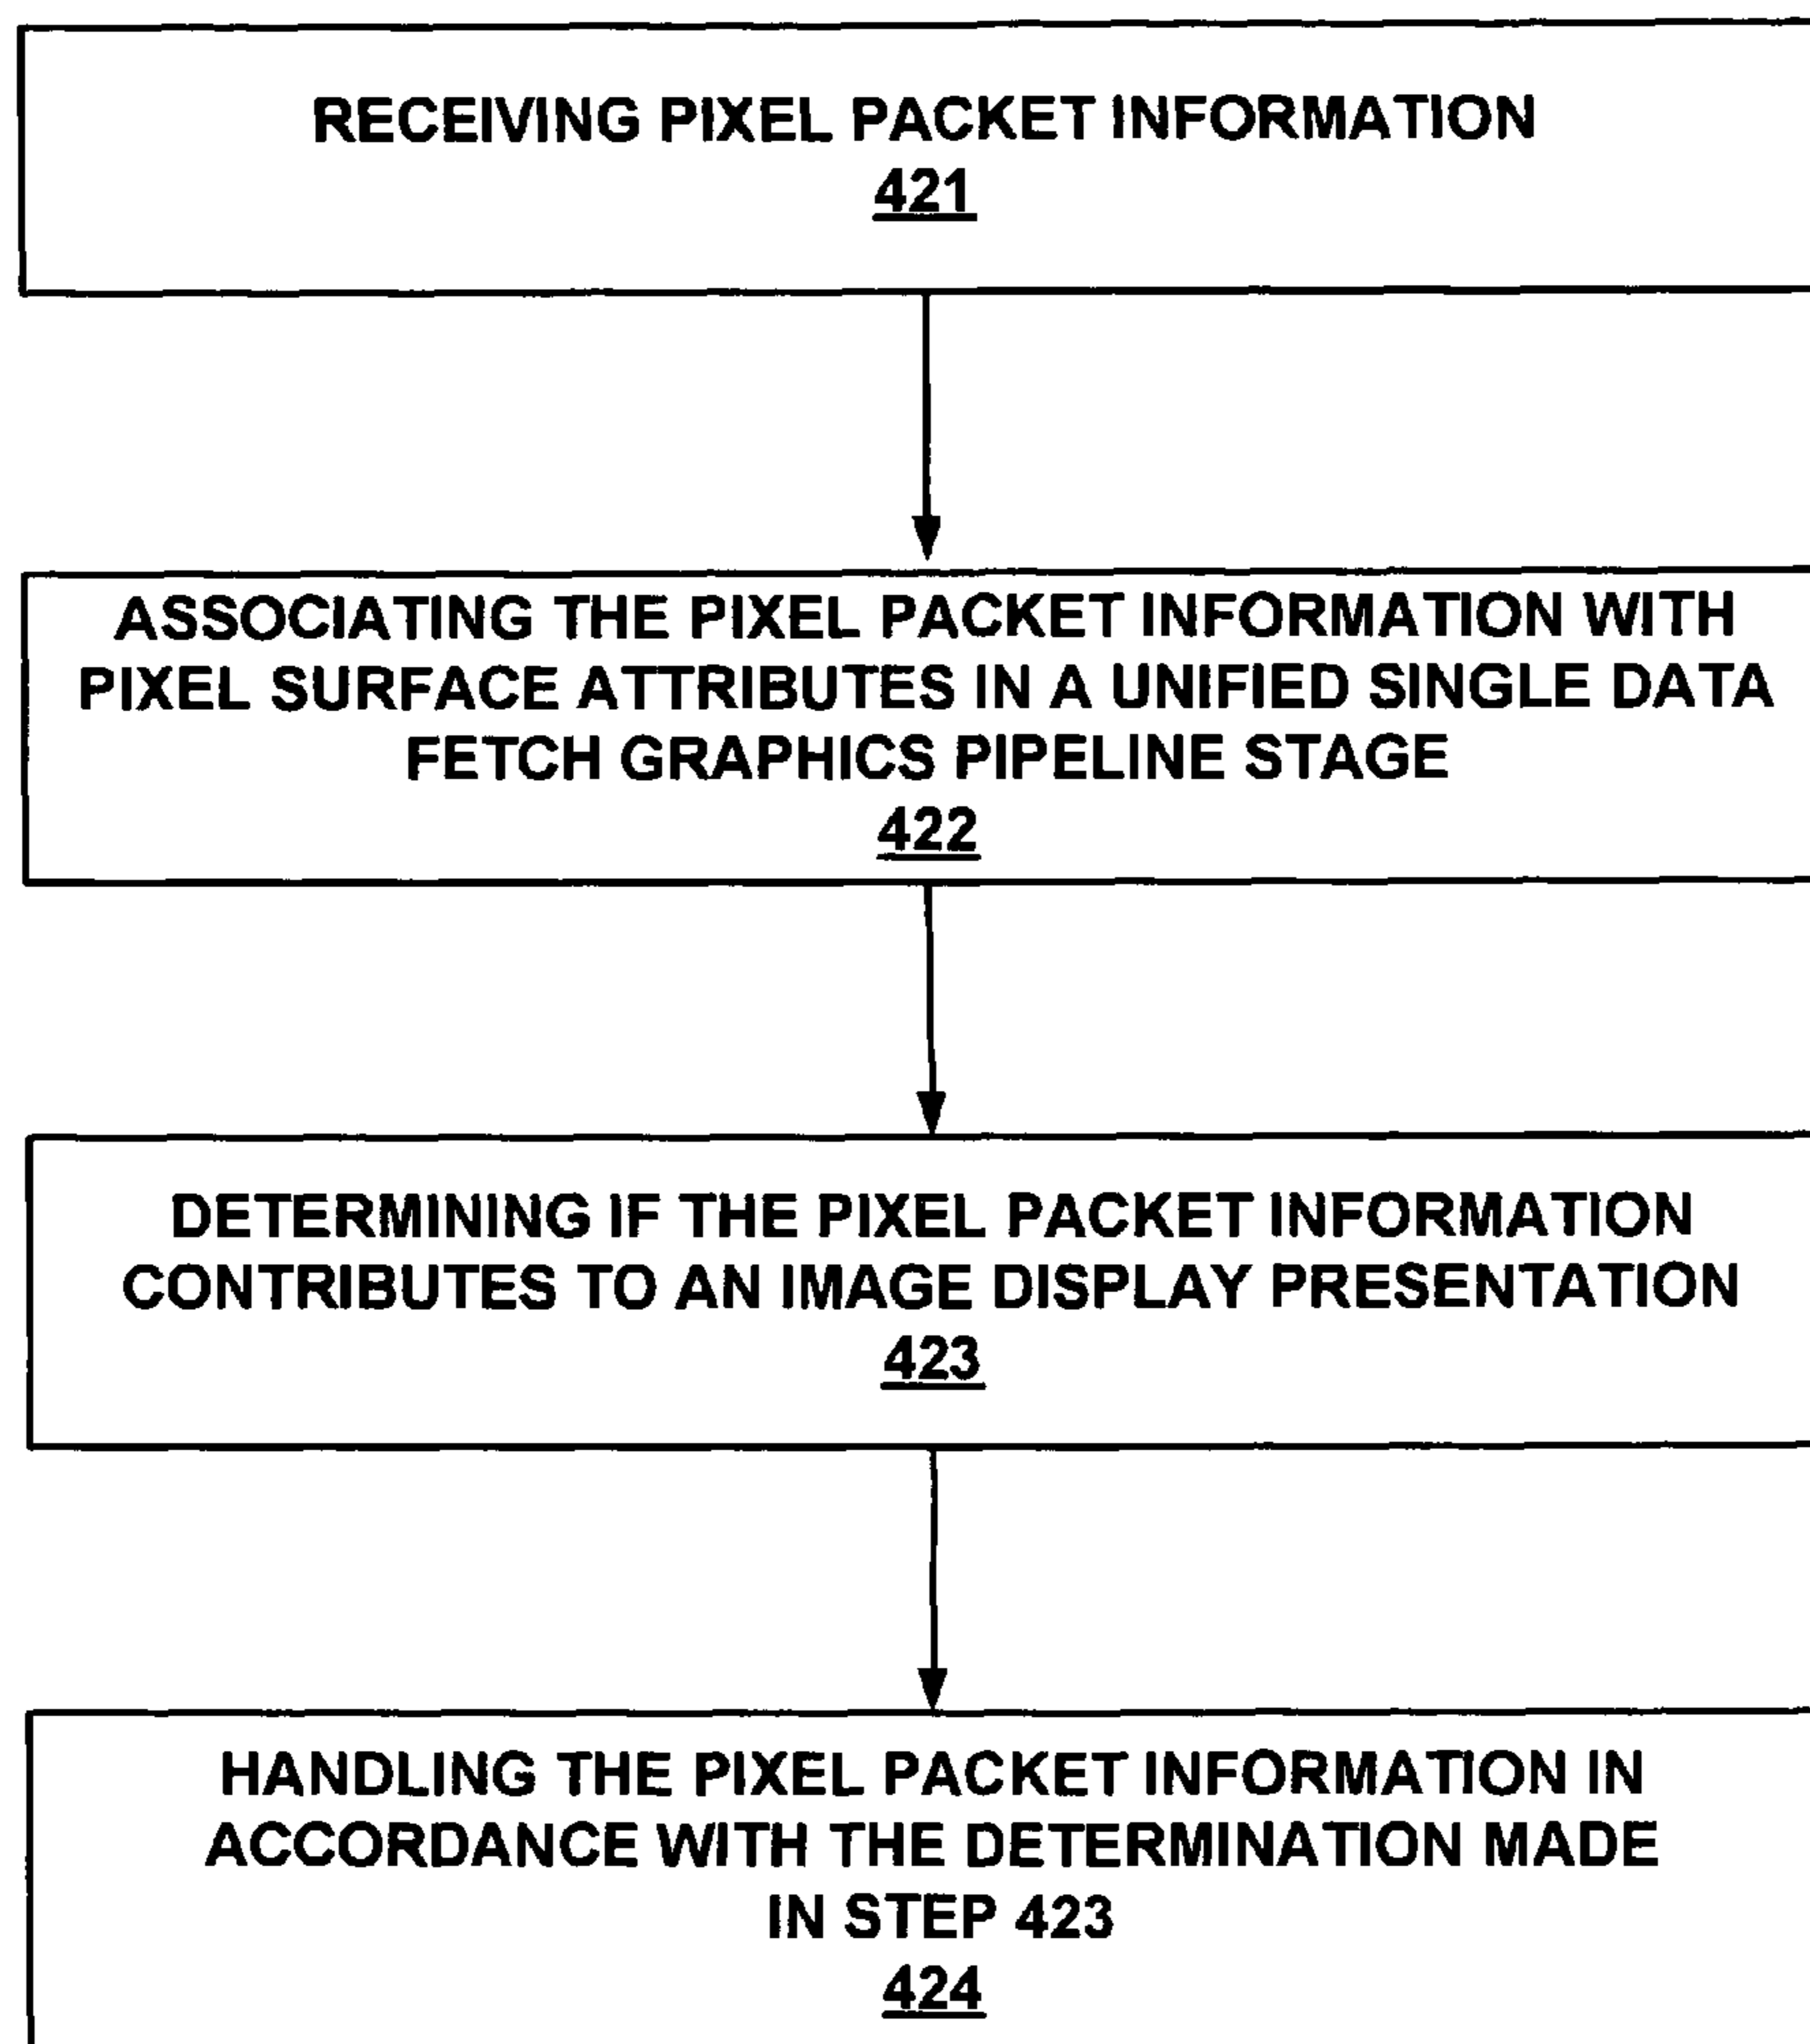 RECEIVING PIXEL PACKET INFORMATION
421
ASSOCIATING THE PIXEL PACKET INFORMATION WITH
PIXEL SURFACE ATTRIBUTES IN A UNIFIED SINGLE DATA
FETCH GRAPHICS PIPELINE STAGE
422
DETERMINING IF THE PIXEL PACKET INFORMATION
CONTRIBUTES TO AN IMAGE DISPLAY PRESENTATION
423
HANDLING THE PIXEL PACKET INFORMATION IN
ACCORDANCE WITH THE DETERMINATION MADE
IN STEP 423
424